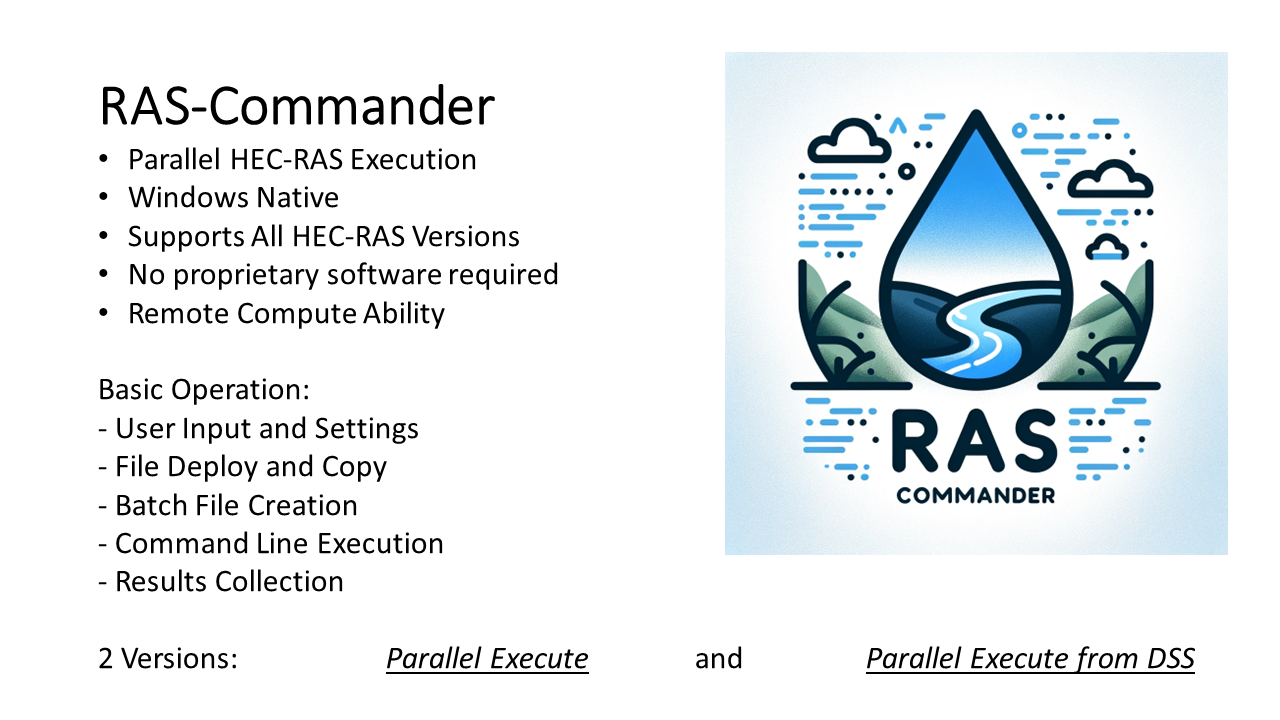 RAS-Commander
• Parallel HEC-RAS Execution
• Windows Native
• Supports All HEC-RAS Versions
• No proprietary software required
• Remote Compute Ability
Basic Operation:
- User Input and Settings
- File Deploy and Copy
- Batch File Creation
- Command Line Execution
- Results Collection
2 Versions: Parallel Execute and Parallel Execute from DSS
RAS
COMMANDER